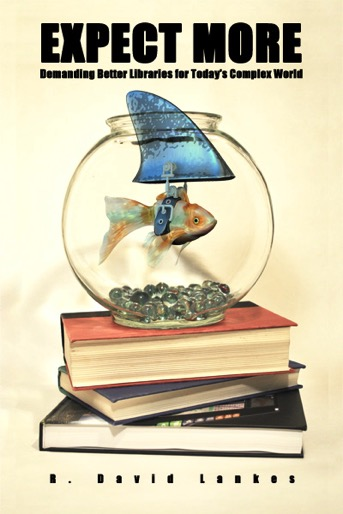 EXPECT MORE
Demanding Better Libraries for Today's Complex World
R. David Lankes